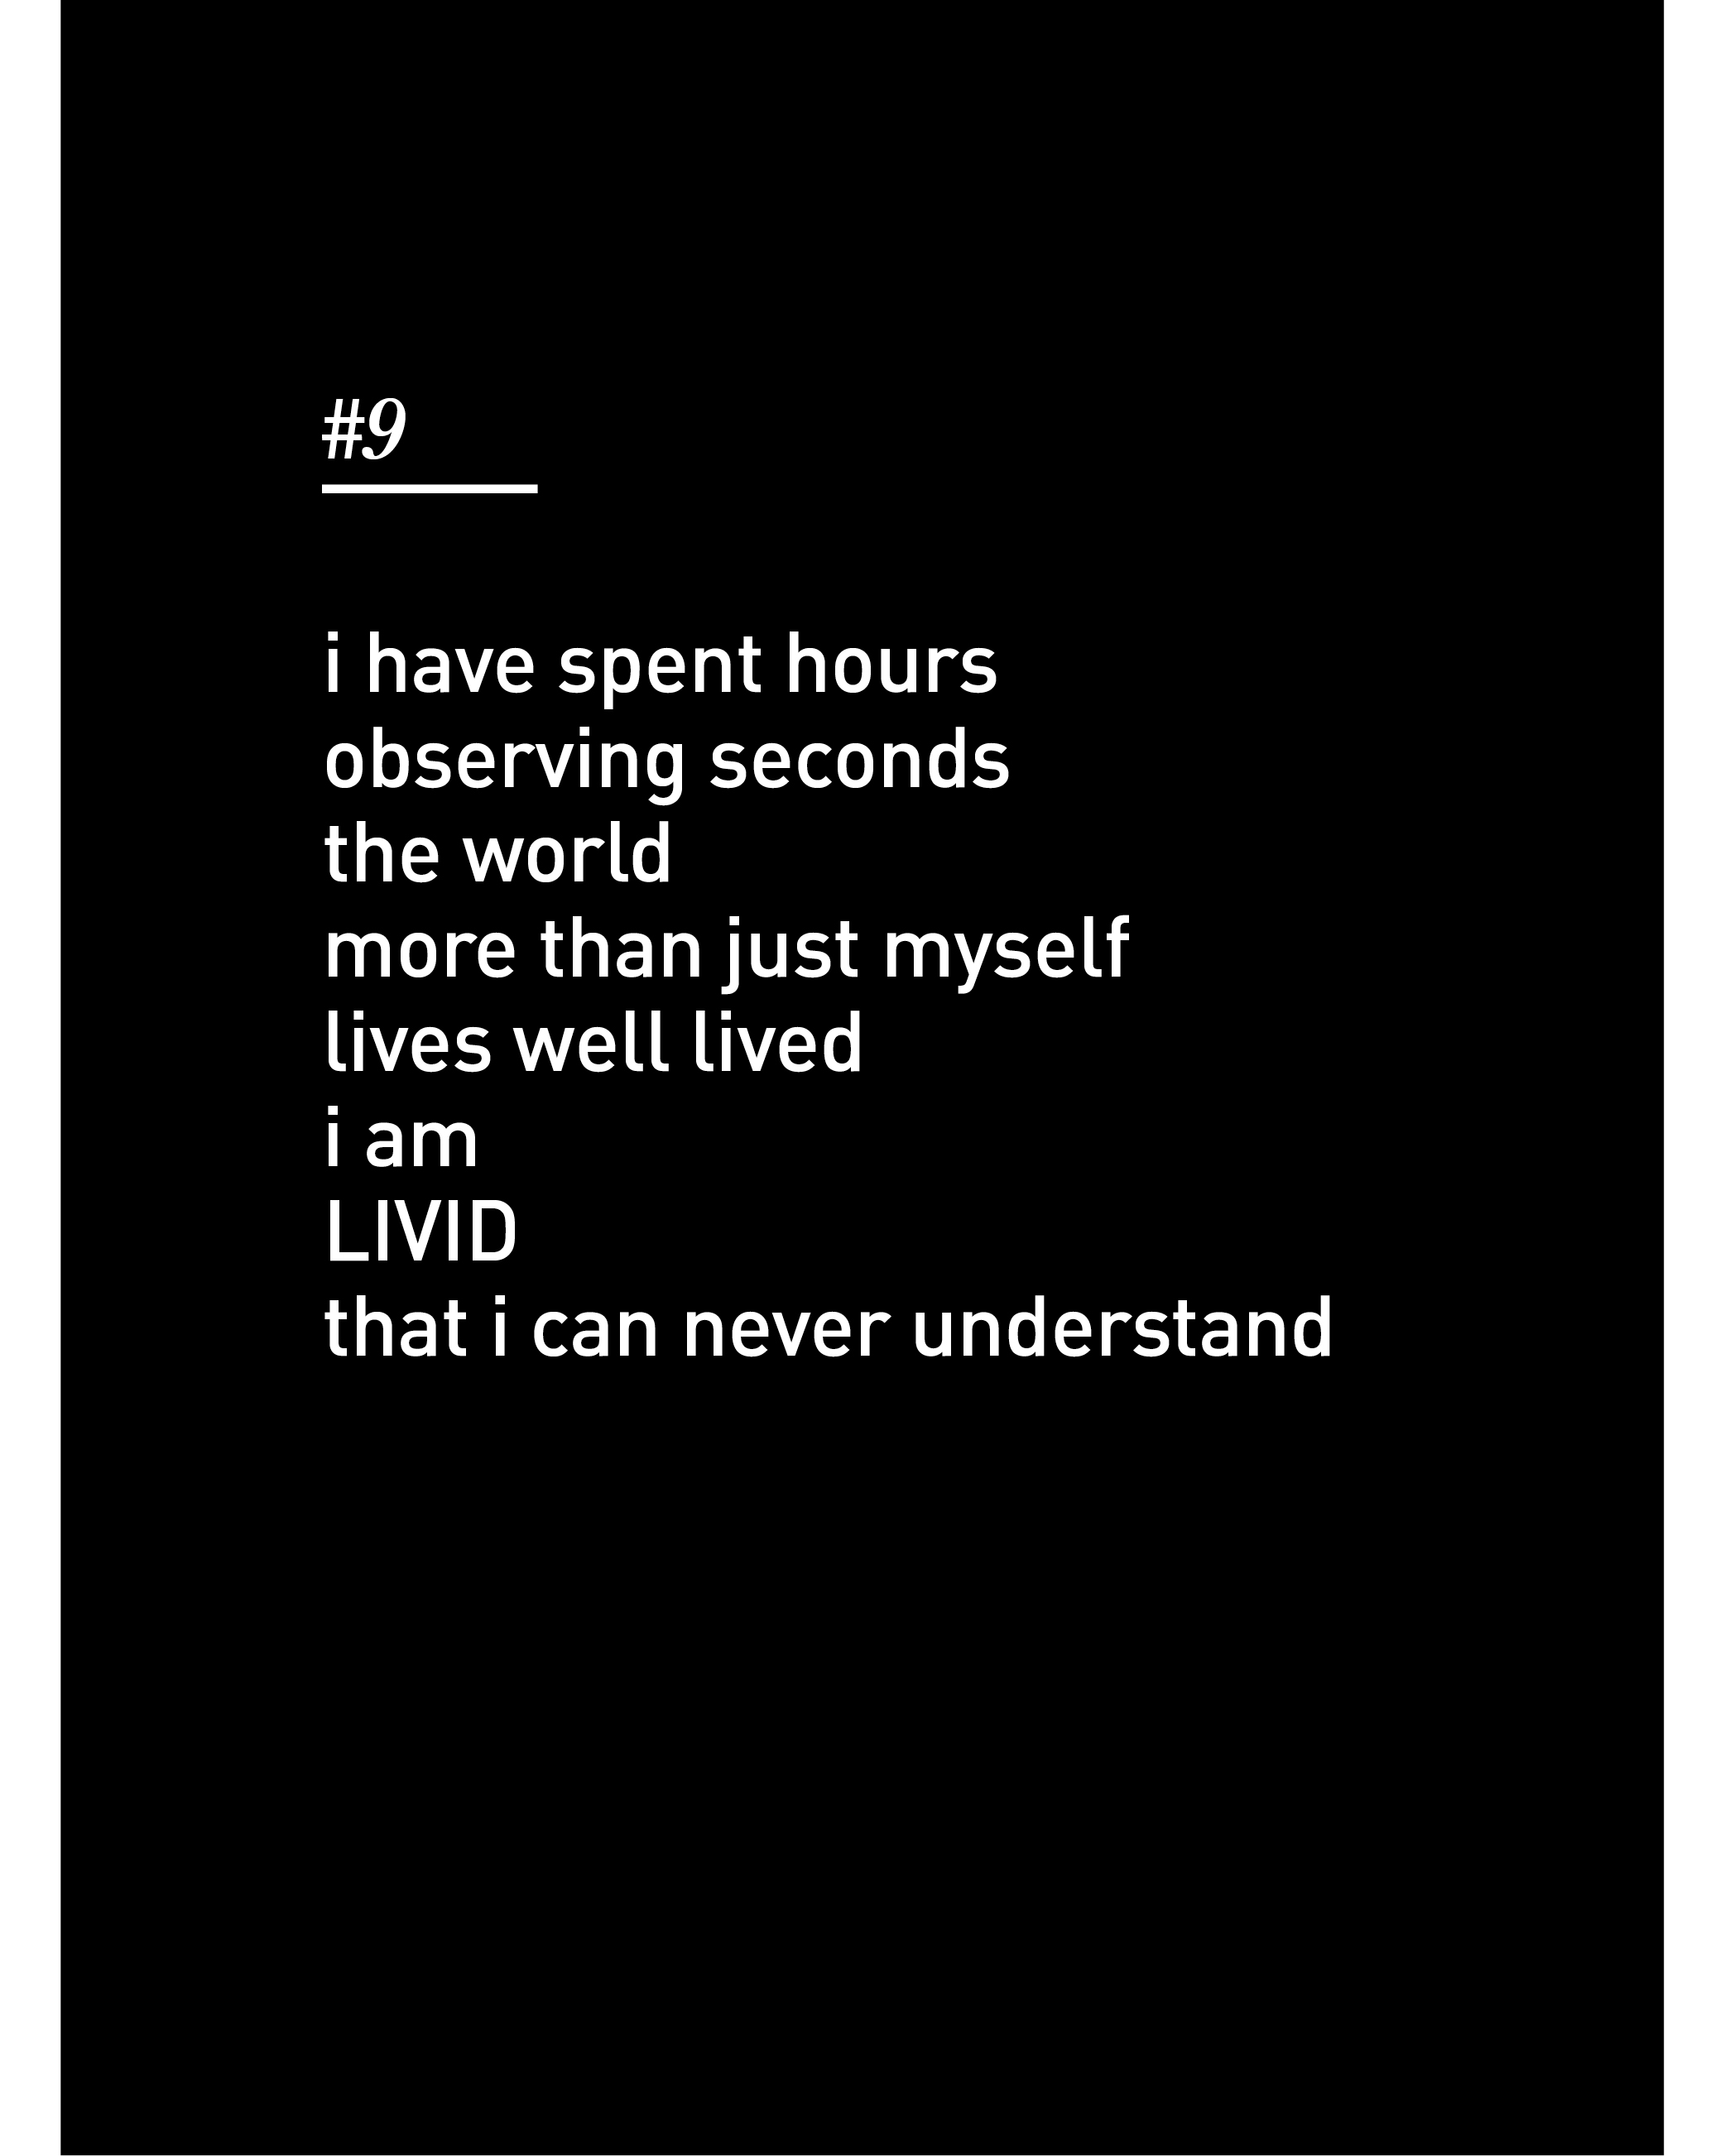 #9
i have spent hours
observing seconds
the world
more than just myself
lives well lived
i am
LIVID
that i can never understand